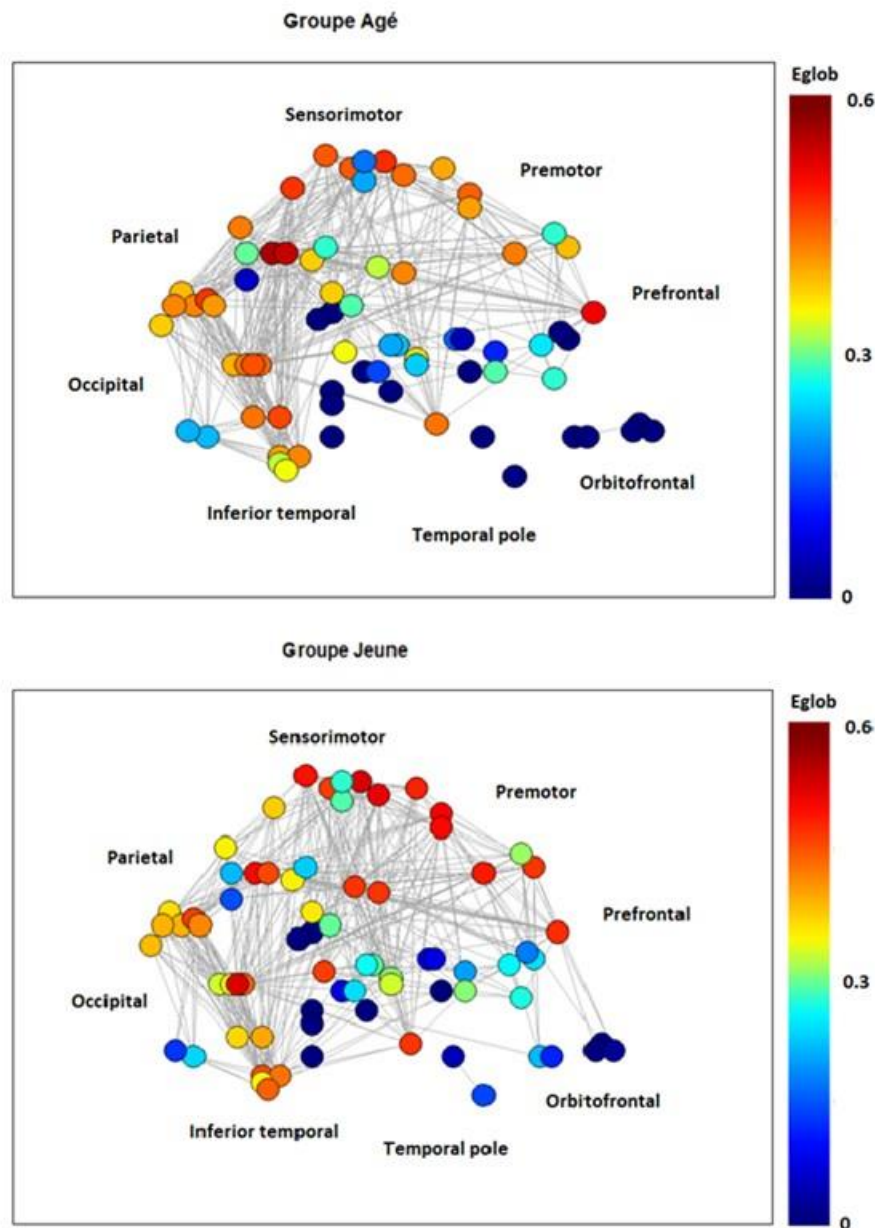 Groupe Agé
Eglob
0.6
Sensorimotor
Premotor
Parietal
Prefrontal
0.3
Occipital
Orbitofrontal
Inferior temporal
Temporal pole
0
Groupe Jeune
Eglob
0.6
Sensorimotor
Premotor
Parietal
Prefrontal
0.3
Occipital
Orbitofrontal
Inferior temporal
Temporal pole
0